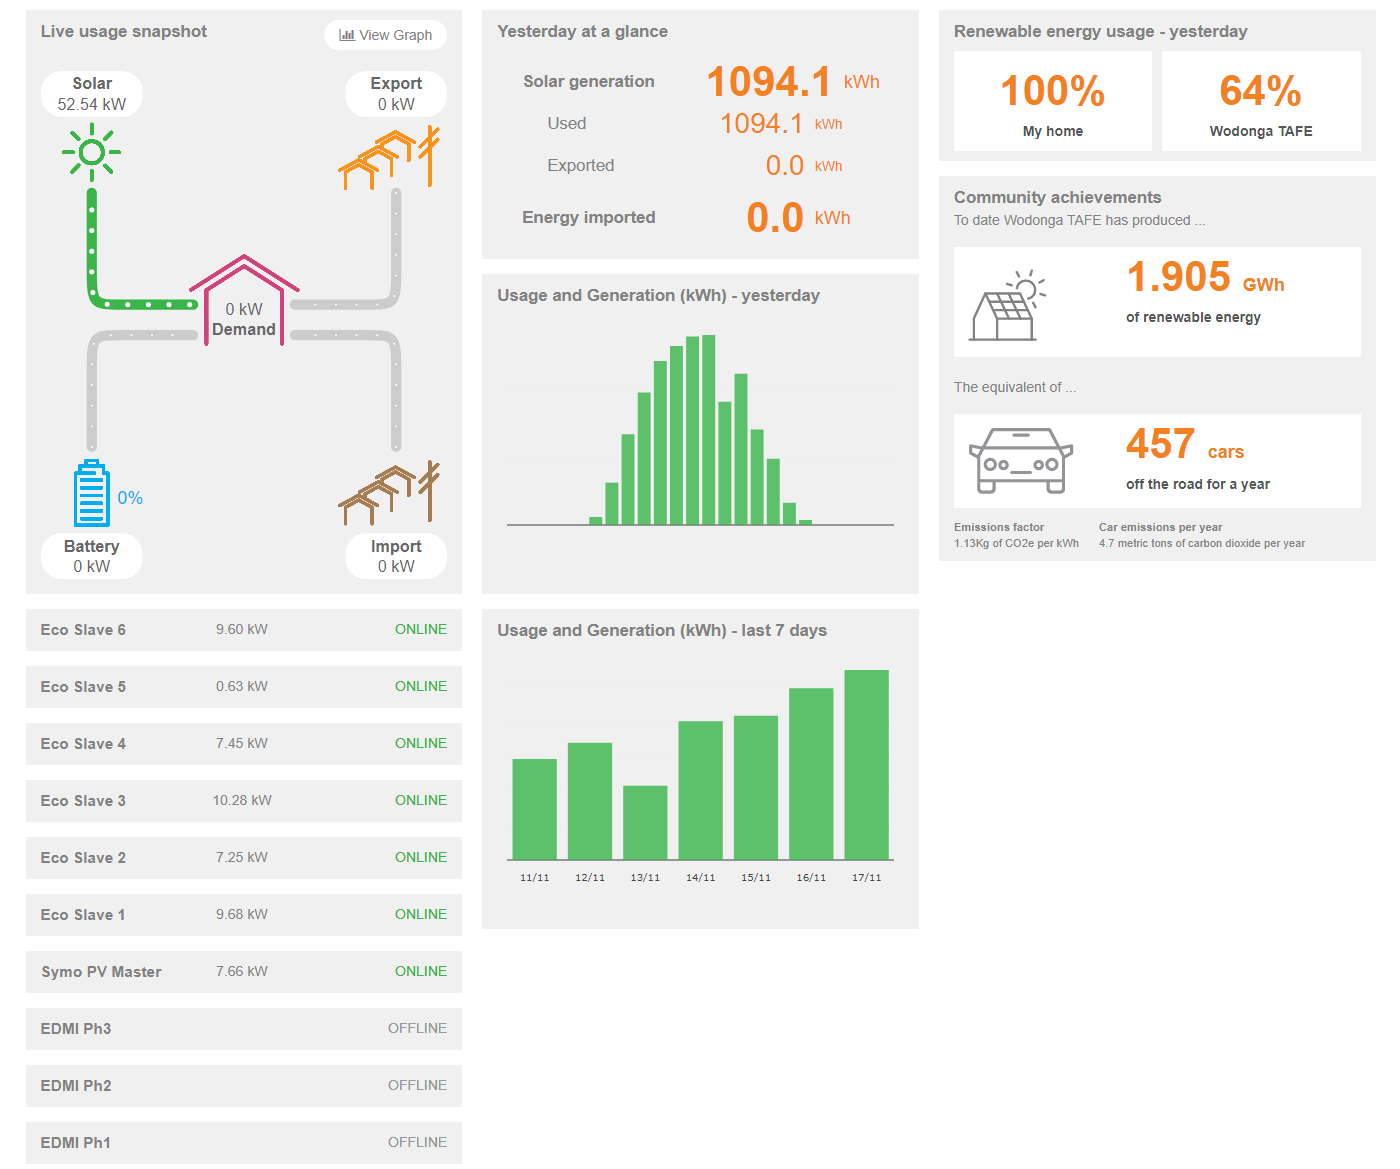 Live usage snapshot
View Graph
Solar
52.54 kW
Export
0 kW
0 kW
Demand
0%
Battery
0 kW
Import
0 kW
Eco Slave 6 9.60 kW ONLINE
Eco Slave 5 0.63 kW ONLINE
Eco Slave 4 7.45 kW ONLINE
Eco Slave 3 10.28 kW ONLINE
Eco Slave 2 7.25 kW ONLINE
Eco Slave 1 9.68 kW ONLINE
Symo PV Master 7.66 kW ONLINE
EDMI Ph3 OFFLINE
EDMI Ph2 OFFLINE
EDMI Ph1 OFFLINE
Yesterday at a glance
Solar generation 1094.1 kWh
Used 1094.1 kWh
Exported 0.0 kWh
Energy imported 0.0 kWh
Usage and Generation (kWh) - yesterday
Usage and Generation (kWh) - last 7 days
11/11 12/11 13/11 14/11 15/11 16/11 17/11
Renewable energy usage - yesterday
100%
My home
64%
Wodonga TAFE
Community achievements
To date Wodonga TAFE has produced ...
1.905 GWh
of renewable energy
The equivalent of ...
457 cars
off the road for a year
Emissions factor
1.13Kg of CO2e per kWh
Car emissions per year
4.7 metric tons of carbon dioxide per year